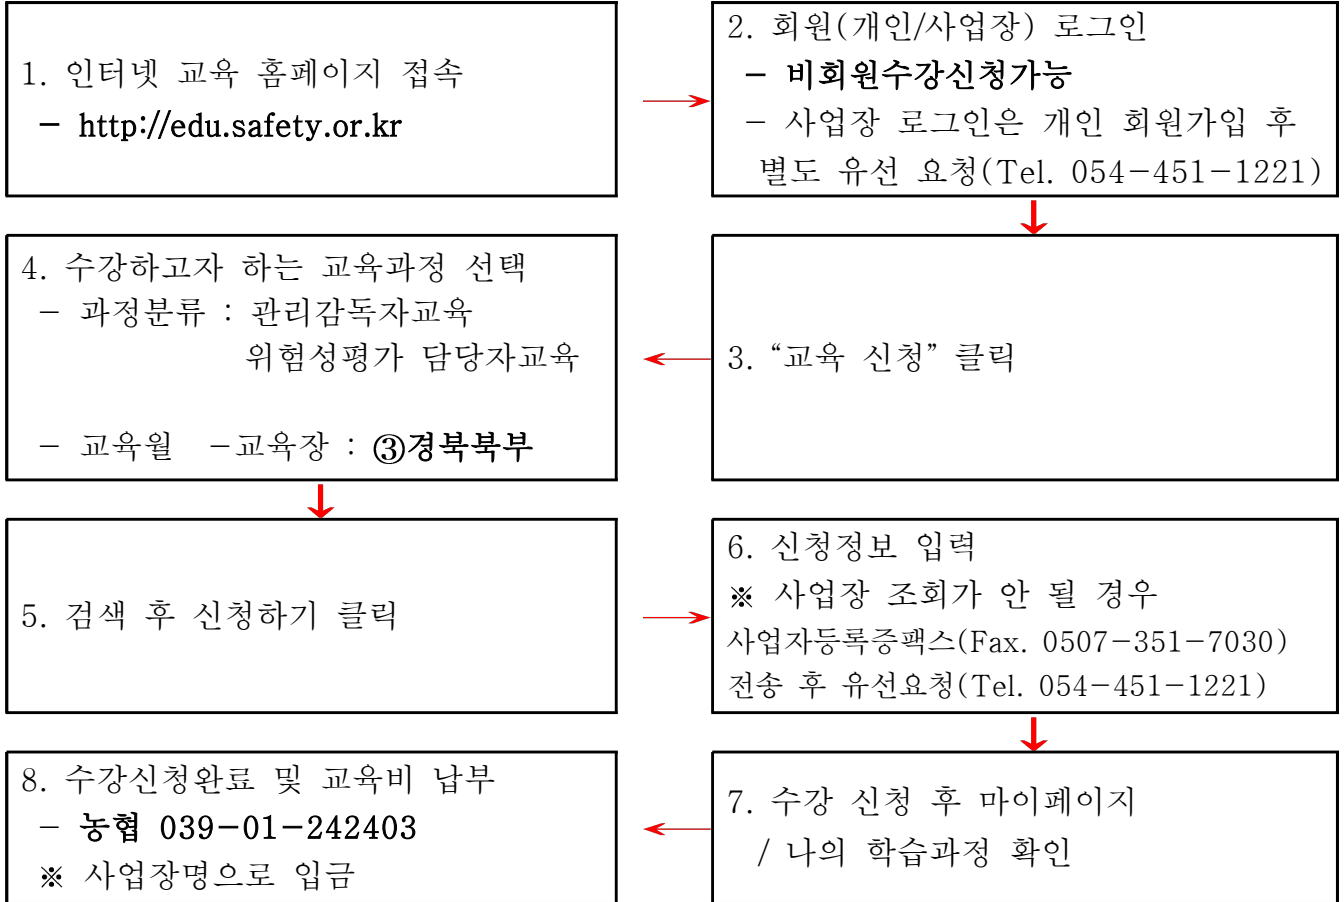 1. 인터넷 교육 홈페이지 접속
- http://edu.safety.or.kr
2. 회원(개인/사업장) 로그인
- 비회원수강신청가능
- 사업장 로그인은 개인 회원가입 후
별도 유선 요청(Tel. 054-451-1221)
3. “교육 신청” 클릭
4. 수강하고자 하는 교육과정 선택
- 과정분류 : 관리감독자교육
위험성평가 담당자교육
- 교육월 -교육장 : ③경북북부
5. 검색 후 신청하기 클릭
6. 신청정보 입력
※ 사업장 조회가 안 될 경우
사업자등록증팩스(Fax. 0507-351-7030)
전송 후 유선요청(Tel. 054-451-1221)
7. 수강 신청 후 마이페이지
/ 나의 학습과정 확인
8. 수강신청완료 및 교육비 납부
- 농협 039-01-242403
※ 사업장명으로 입금